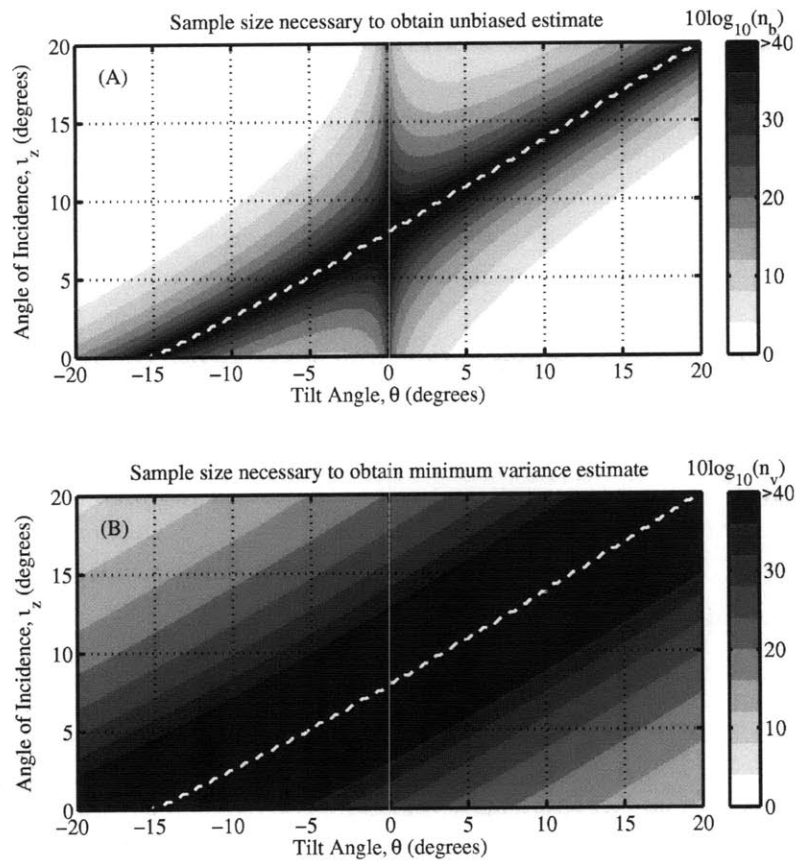 Sample size necessary to obtain unbiased estimate
10log10(nb)
(A)
Angle of Incidence, ιz (degrees)
20
15
10
5
0
−20 −15 −10 −5 0 5 10 15 20
Tilt Angle, θ (degrees)
>40
30
20
10
0
Sample size necessary to obtain minimum variance estimate
10log10(nv)
(B)
Angle of Incidence, ιz (degrees)
20
15
10
5
0
−20 −15 −10 −5 0 5 10 15 20
Tilt Angle, θ (degrees)
>40
30
20
10
0